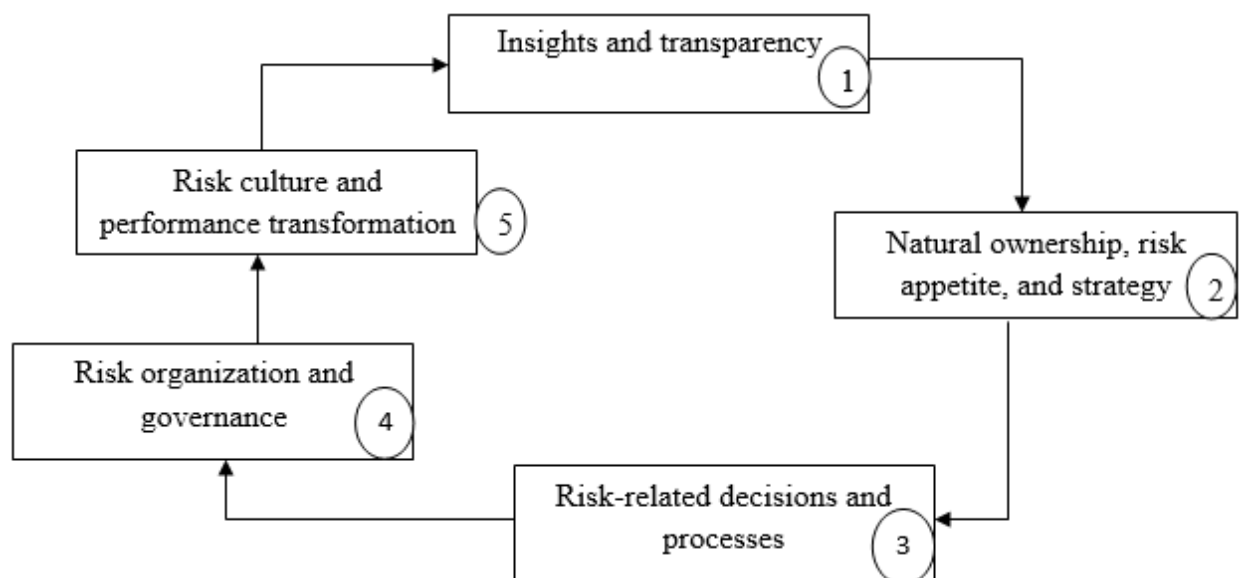 Insights and transparency
1
Natural ownership, risk
appetite, and strategy
2
Risk-related decisions and
processes
3
Risk organization and
governance
4
Risk culture and
performance transformation
5